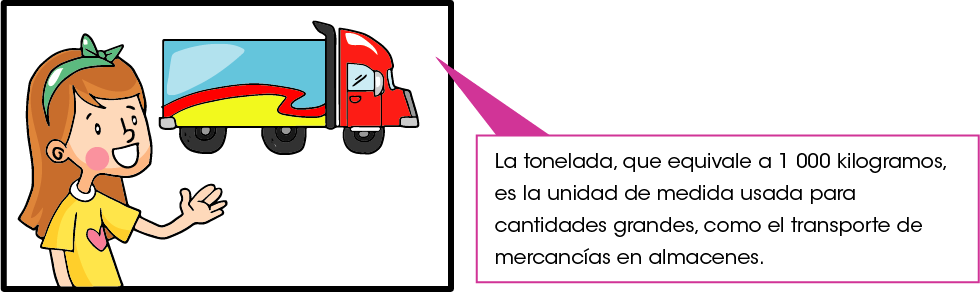 La tonelada, que equivale a 1 000 kilogramos,
es la unidad de medida usada para
cantidades grandes, como el transporte de
mercancías en almacenes.